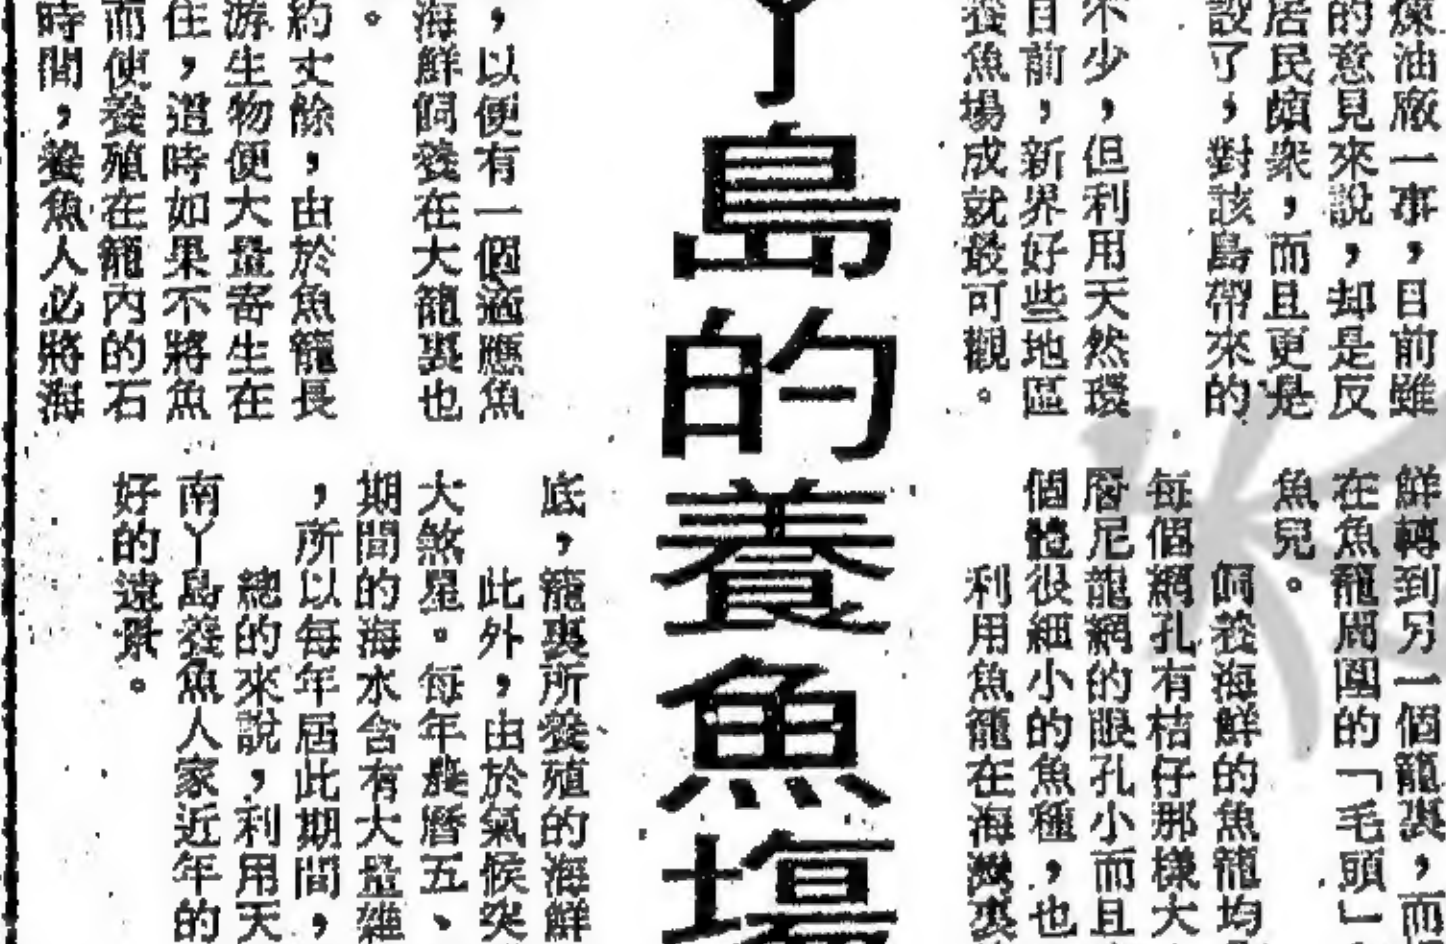 煉油廠一事，目前雖
的意見來說，却是反
居民頗衆，而且更是
設了，對該島帶來的
不少，但利用天然環
目前，新界好些地區
養魚場成就最可觀。
鮮轉到另一個籠裏，而
在魚籠周圍的「毛頭」
魚兒。
飼養海鮮的魚籠均
每個網孔有桔仔那樣大
層尼龍網的眼孔小而且
個體很細小的魚種，也
利用魚籠在海灣裏
丫島的養魚場
，以便有一個適應魚
海鮮飼養在大籠裏也
。
約丈餘，由於魚籠長
游生物便大量寄生在
住，這時如果不將魚
而使養殖在籠內的石
時間，養魚人必將海
底，籠裏所養殖的海鮮
此外，由於氣候突
大煞星。每年農曆五、
期間的海水含有大量雜
，所以每年屆此期間，
總的來說，利用天
南丫島養魚人家近年的
好的遠景。